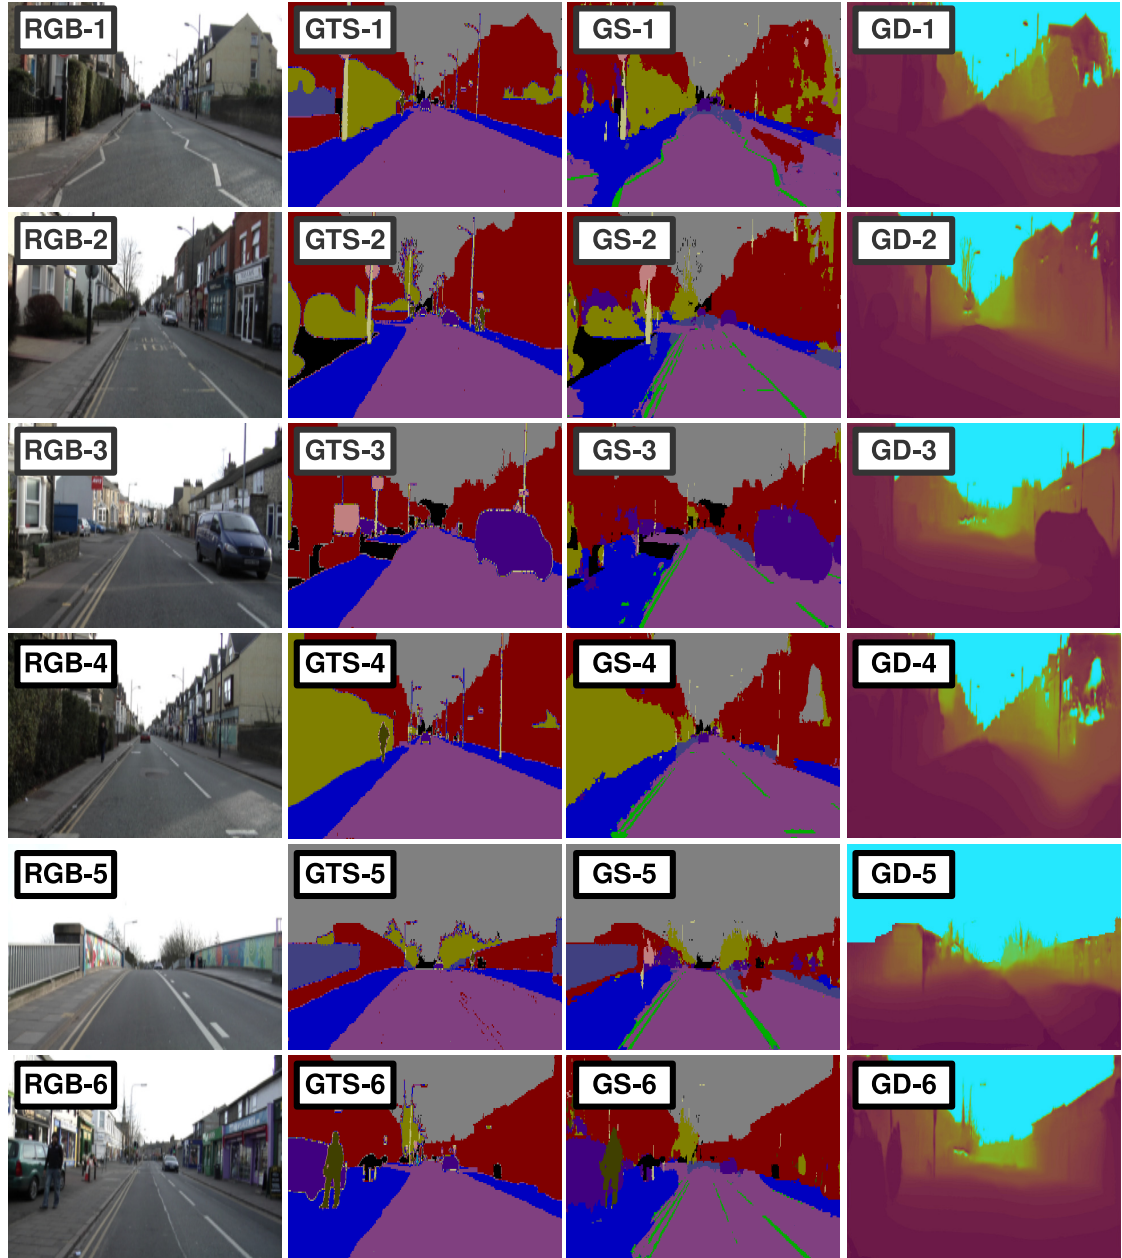 RGB-1 GTS-1 GS-1 GD-1
RGB-2 GTS-2 GS-2 GD-2
RGB-3 GTS-3 GS-3 GD-3
RGB-4 GTS-4 GS-4 GD-4
RGB-5 GTS-5 GS-5 GD-5
RGB-6 GTS-6 GS-6 GD-6